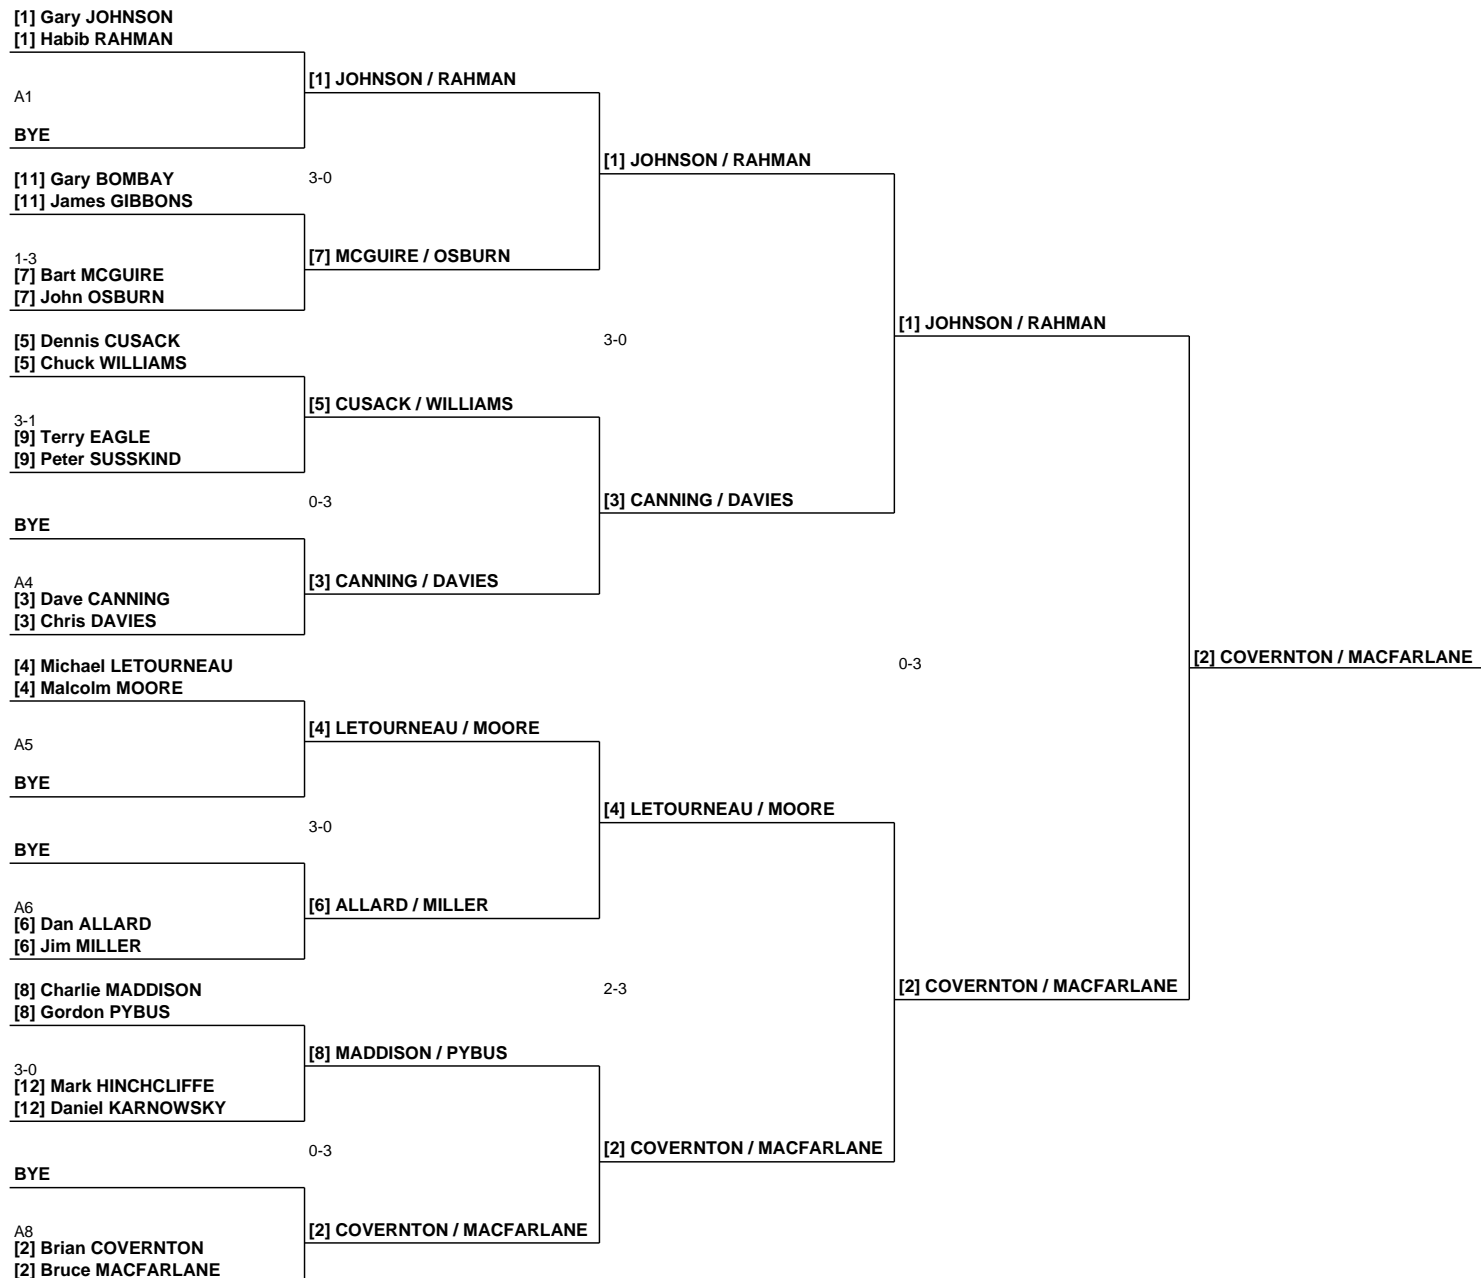 [1] Gary JOHNSON
[1] Habib RAHMAN
[1] JOHNSON / RAHMAN
A1
BYE
[1] JOHNSON / RAHMAN
[11] Gary BOMBAY
3-0
[11] James GIBBONS
[7] MCGUIRE / OSBURN
1-3
[7] Bart MCGUIRE
[7] John OSBURN
[1] JOHNSON / RAHMAN
[5] Dennis CUSACK
3-0
[5] Chuck WILLIAMS
[5] CUSACK / WILLIAMS
3-1
[9] Terry EAGLE
[9] Peter SUSSKIND
0-3
[3] CANNING / DAVIES
BYE
[3] CANNING / DAVIES
A4
[3] Dave CANNING
[3] Chris DAVIES
[2] COVERNTON / MACFARLANE
[4] Michael LETOURNEAU
0-3
[4] Malcolm MOORE
[4] LETOURNEAU / MOORE
A5
BYE
[4] LETOURNEAU / MOORE
3-0
BYE
[6] ALLARD / MILLER
A6
[6] Dan ALLARD
[6] Jim MILLER
[8] Charlie MADDISON
2-3
[2] COVERNTON / MACFARLANE
[8] Gordon PYBUS
[8] MADDISON / PYBUS
3-0
[12] Mark HINCHCLIFFE
[12] Daniel KARNOWSKY
0-3
[2] COVERNTON / MACFARLANE
BYE
[2] COVERNTON / MACFARLANE
A8
[2] Brian COVERNTON
[2] Bruce MACFARLANE